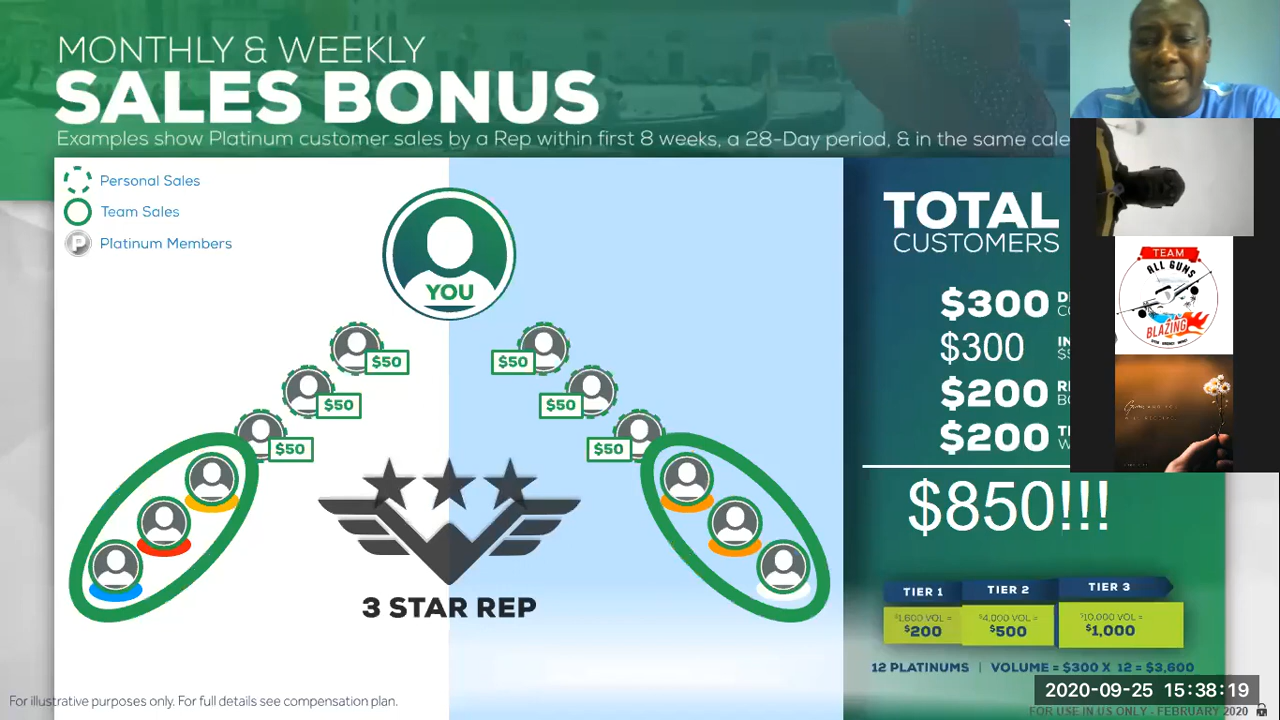 MONTHLY & WEEKLY
SALES BONUS
Examples show Platinum customer sales by a Rep within first 8 weeks, a 28-Day period, & in the same
Personal Sales
Team Sales
Platinum Members
P
YOU
$50
$50
$50
$50
$50
$50
3 STAR REP
TOTAL
CUSTOMERS
$300
$300
$200
$200
$850!!!
TIER 1
TIER 2
TIER 3
$1,600 VOL =
$200
$4,000 VOL =
$500
$10,000 VOL =
$1,000
12 PLATINUMS | VOLUME = $300 X 12 = $3,600
For illustrative purposes only. For full details see compensation plan.
2020-09-25 15:38:19
FOR USE IN US ONLY - FEBRUARY 2020
TEAM
ALL GUNS
BLAZING